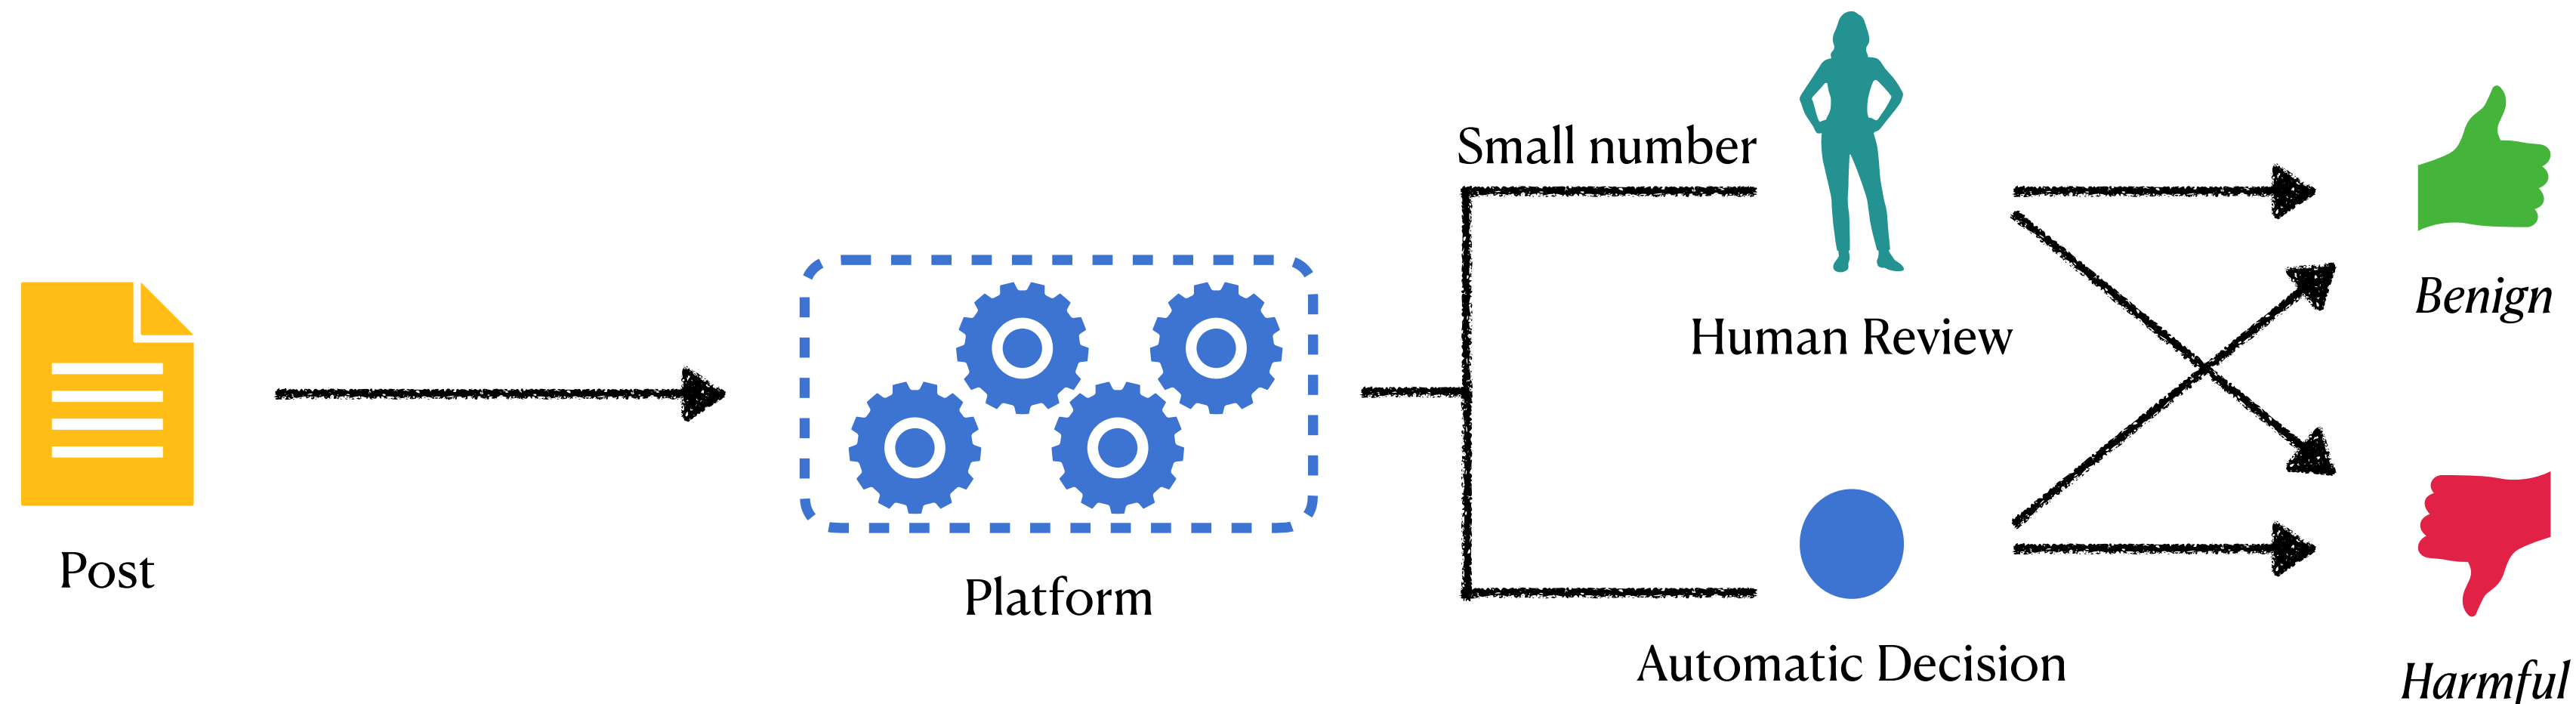 Post
Platform
Small number
Human Review
Automatic Decision
Benign
Harmful